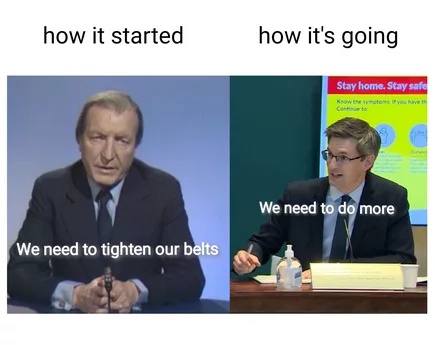 how it started
how it's going
Stay home. Stay safe
Know the symptoms. If you have th
Continue to:
We need to tighten our belts
We need to do more